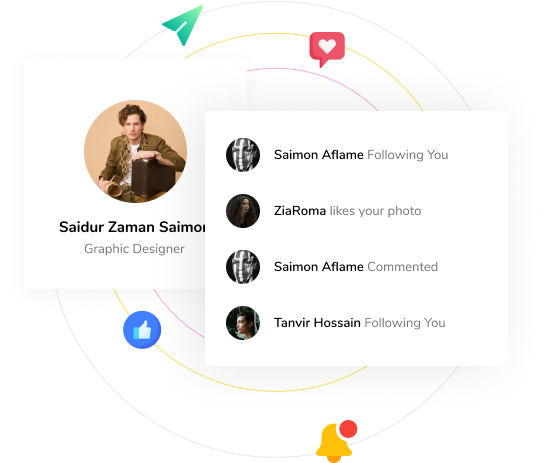 Saidur Zaman Saimon
Graphic Designer
Saimon Aflame Following You
ZiaRoma likes your photo
Saimon Aflame Commented
Tanvir Hossain Following You